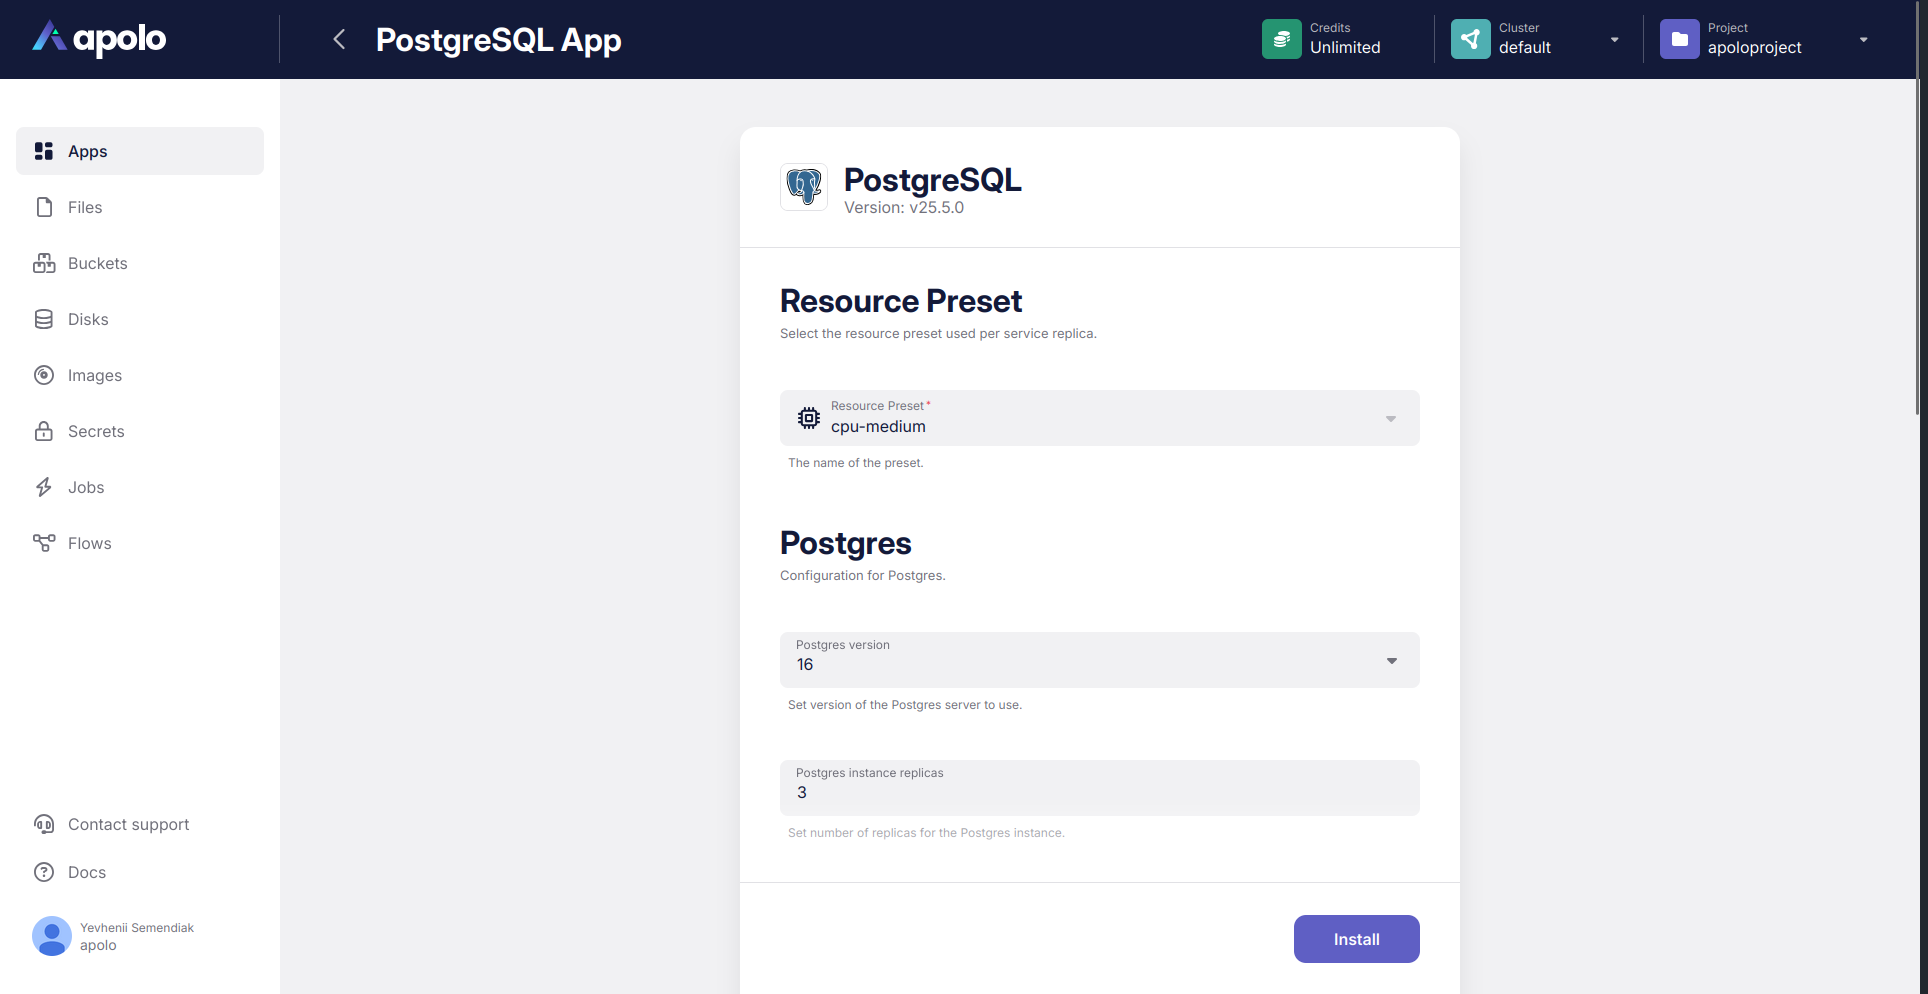 apolo
PostgreSQL App
Credits
Unlimited
Cluster
default
Project
apoloproject
Apps
Files
Buckets
Disks
Images
Secrets
Jobs
Flows
Contact support
Docs
Yevhenii Semendiak
apolo
PostgreSQL
Version: v25.5.0
Resource Preset
Select the resource preset used per service replica.
Resource Preset *
cpu-medium
The name of the preset.
Postgres
Configuration for Postgres.
Postgres version
16
Set version of the Postgres server to use.
Postgres instance replicas
3
Set number of replicas for the Postgres instance.
Install